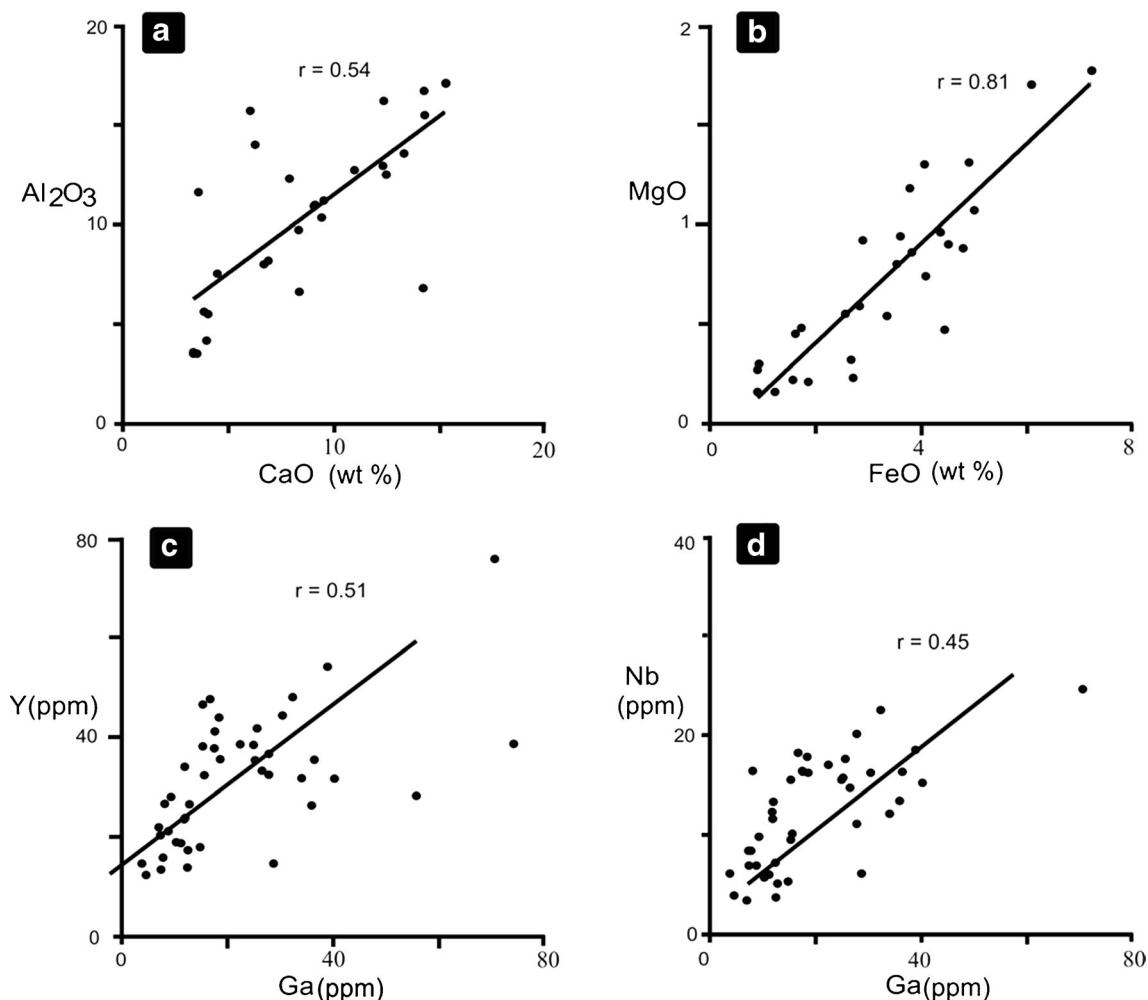 a
r = 0.54
20
10
0
Al2O3
0 10 20
CaO (wt %)
b
r = 0.81
2
1
0
MgO
0 4 8
FeO (wt %)
c
r = 0.51
80
40
0
Y(ppm)
0 40 80
Ga(ppm)
d
r = 0.45
40
20
0
Nb
(ppm)
0 40 80
Ga(ppm)